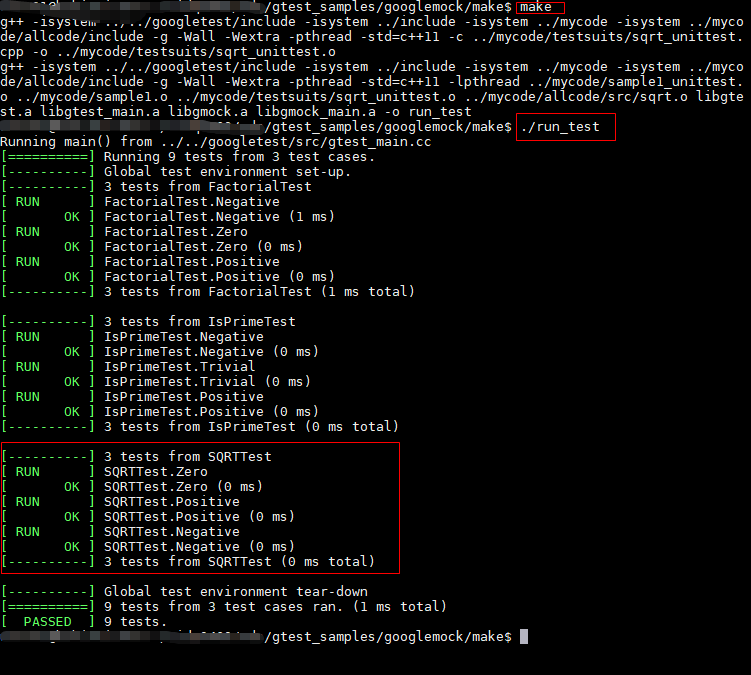 /gtest_samples/googlemock/make$ make
g++ -isystem ../../googletest/include -isystem ../include -isystem ../mycode -isystem ../myco
de/allcode/include -g -Wall -Wextra -pthread -std=c++11 -c ../mycode/testsuits/sqrt_unittest.
cpp -o ../mycode/testsuits/sqrt_unittest.o
g++ -isystem ../../googletest/include -isystem ../include -isystem ../mycode -isystem ../myco
de/allcode/include -g -Wall -Wextra -pthread -std=c++11 -lpthread ../mycode/sample1_unittest.
o ../mycode/sample1.o ../mycode/testsuits/sqrt_unittest.o ../mycode/allcode/src/sqrt.o libgte
st.a libgtest_main.a libgmock.a libgmock_main.a -o run_test
/gtest_samples/googlemock/make$ ./run_test
Running main() from ../../googletest/src/gtest_main.cc
[==========] Running 9 tests from 3 test cases.
[----------] Global test environment set-up.
[----------] 3 tests from FactorialTest
[ RUN      ] FactorialTest.Negative
[       OK ] FactorialTest.Negative (1 ms)
[ RUN      ] FactorialTest.Zero
[       OK ] FactorialTest.Zero (0 ms)
[ RUN      ] FactorialTest.Positive
[       OK ] FactorialTest.Positive (0 ms)
[----------] 3 tests from FactorialTest (1 ms total)
[----------] 3 tests from IsPrimeTest
[ RUN      ] IsPrimeTest.Negative
[       OK ] IsPrimeTest.Negative (0 ms)
[ RUN      ] IsPrimeTest.Trivial
[       OK ] IsPrimeTest.Trivial (0 ms)
[ RUN      ] IsPrimeTest.Positive
[       OK ] IsPrimeTest.Positive (0 ms)
[----------] 3 tests from IsPrimeTest (0 ms total)
[----------] 3 tests from SQRTTest
[ RUN      ] SQRTTest.Zero
[       OK ] SQRTTest.Zero (0 ms)
[ RUN      ] SQRTTest.Positive
[       OK ] SQRTTest.Positive (0 ms)
[ RUN      ] SQRTTest.Negative
[       OK ] SQRTTest.Negative (0 ms)
[----------] 3 tests from SQRTTest (0 ms total)
[----------] Global test environment tear-down
[==========] 9 tests from 3 test cases ran. (1 ms total)
[  PASSED  ] 9 tests.
/gtest_samples/googlemock/make$